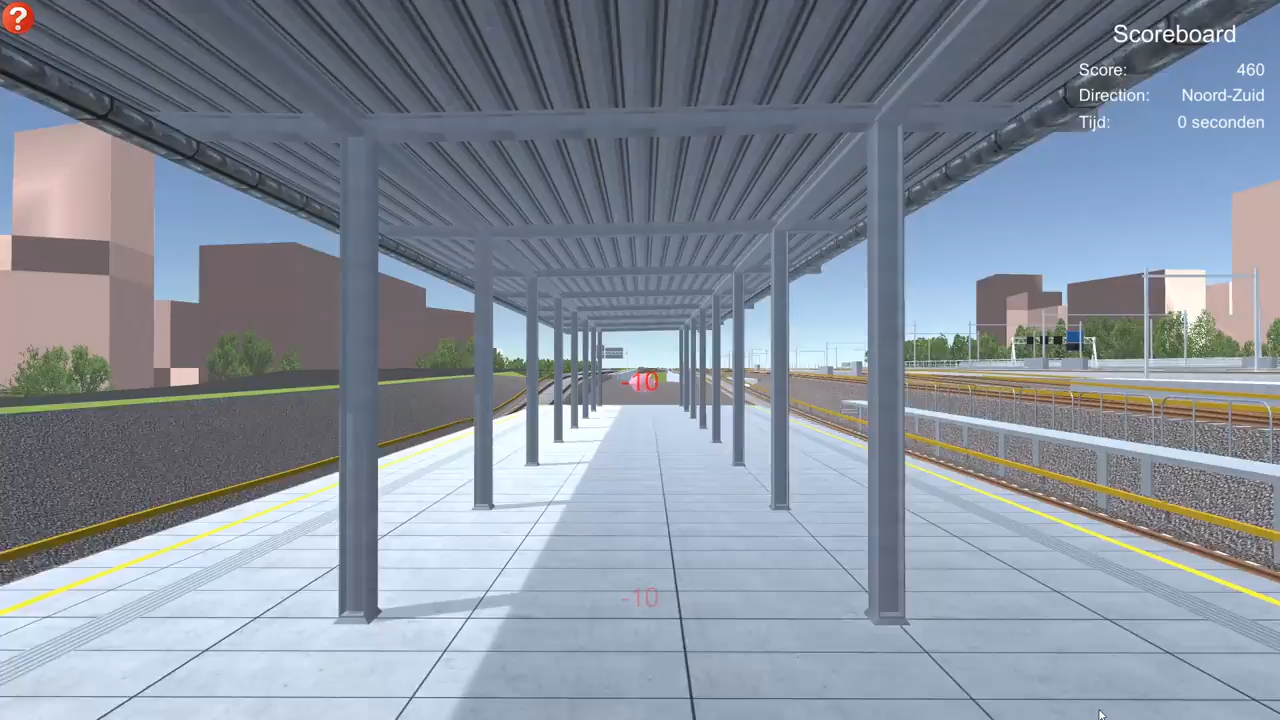 ?
Scoreboard
Score: 460
Direction: Noord-Zuid
Tijd: 0 seconden
-10
-10